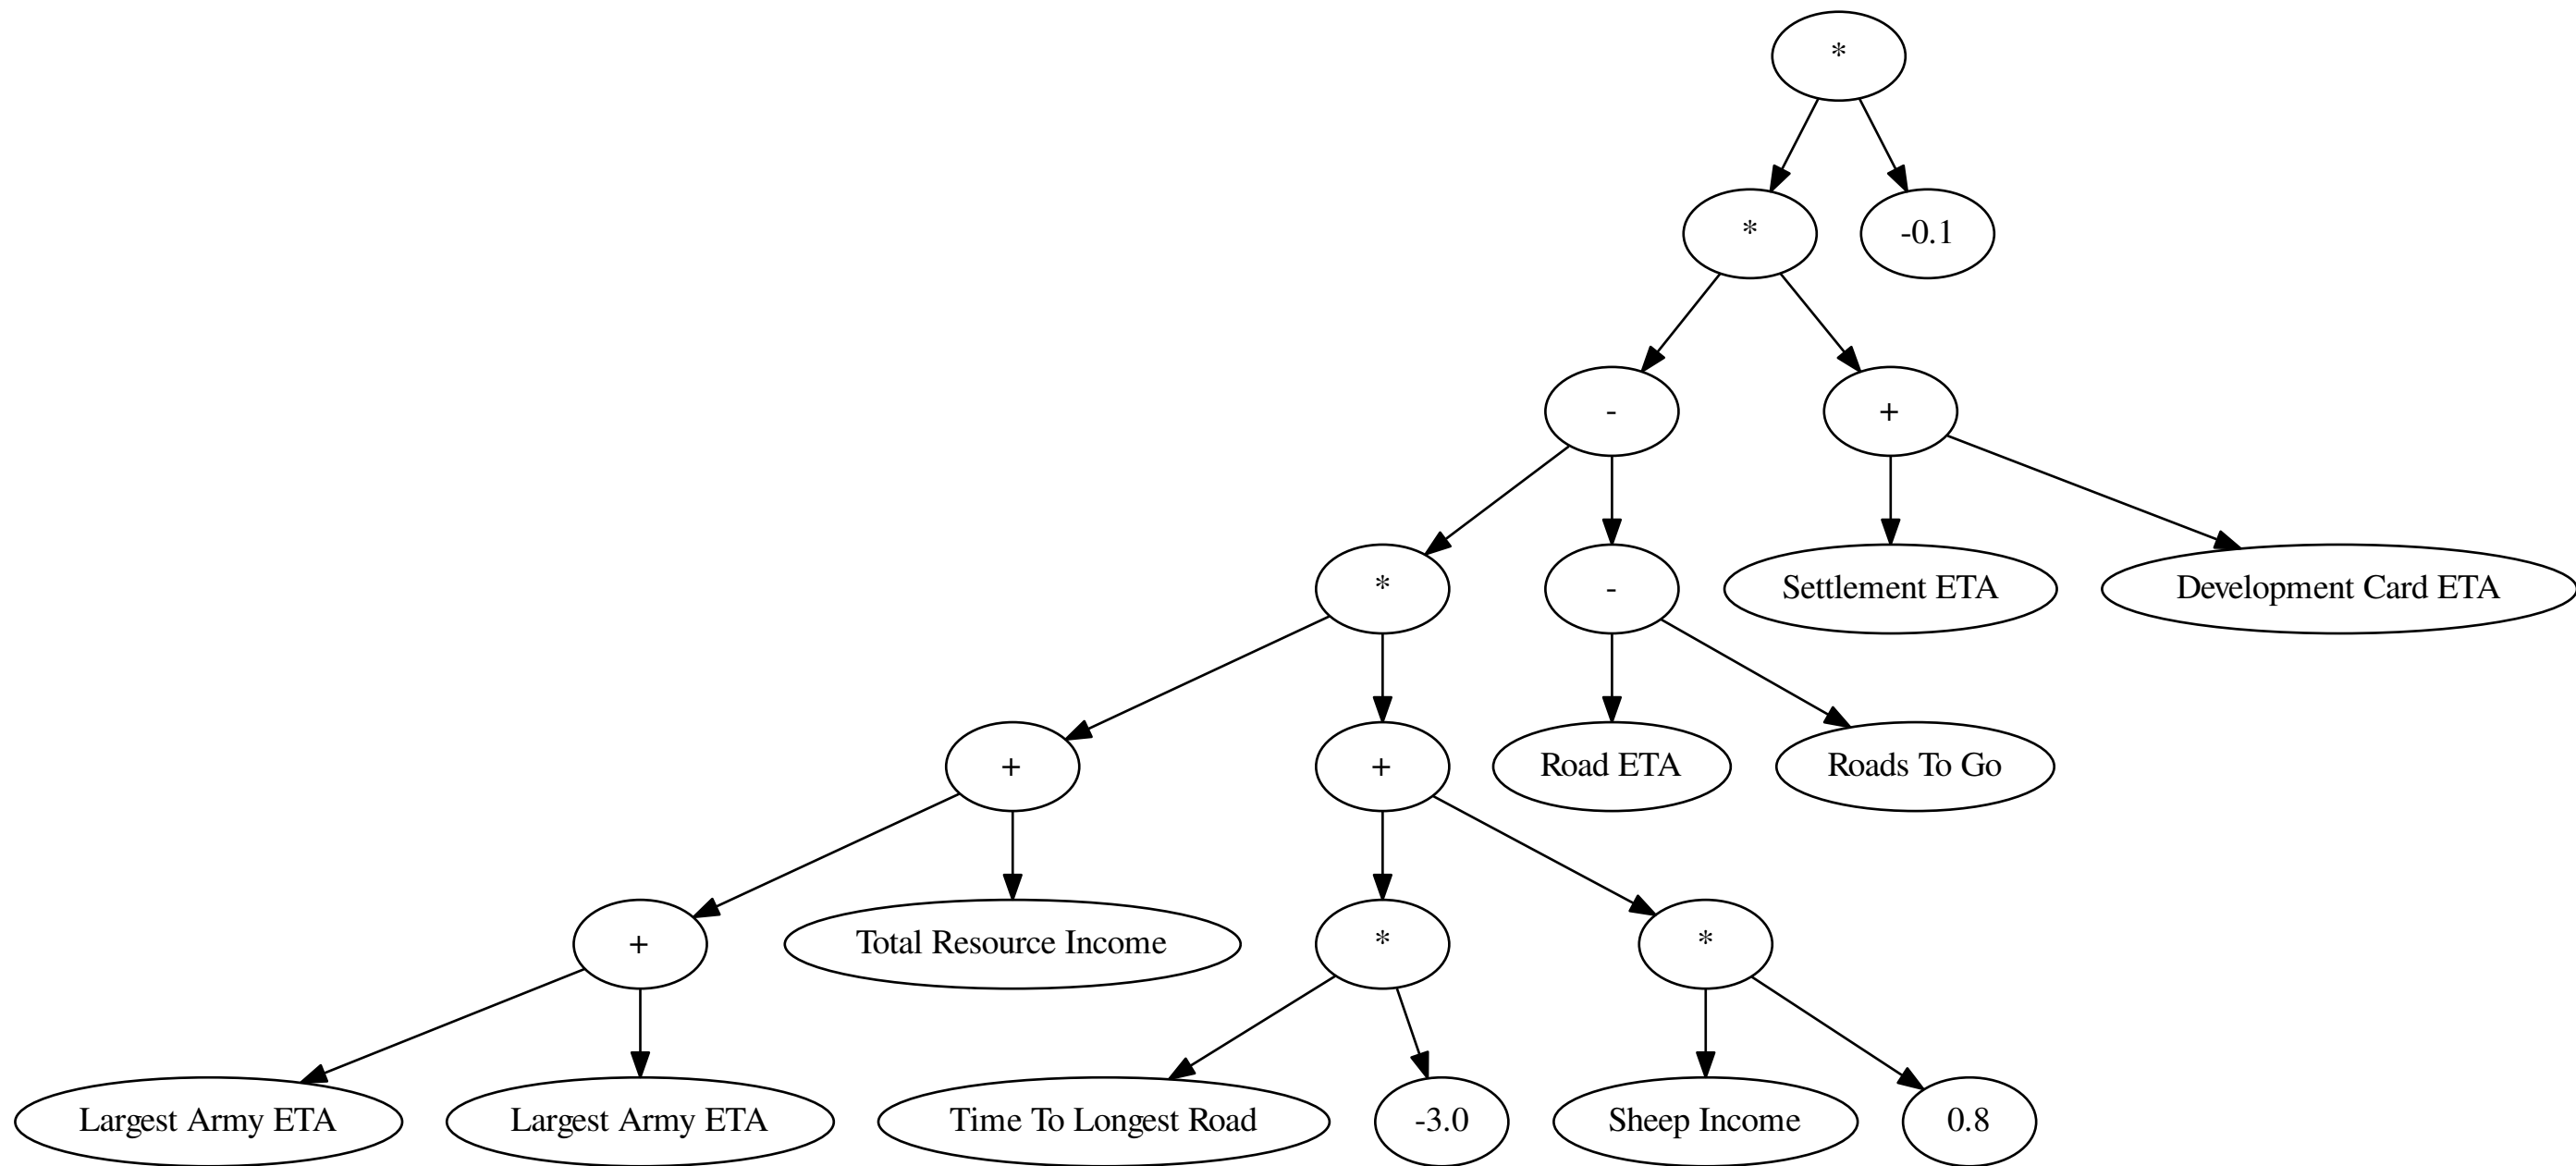 *
*
-0.1
-
+
*
-
Settlement ETA
Development Card ETA
+
+
Road ETA
Roads To Go
+
Total Resource Income
*
*
Largest Army ETA
Largest Army ETA
Time To Longest Road
-3.0
Sheep Income
0.8